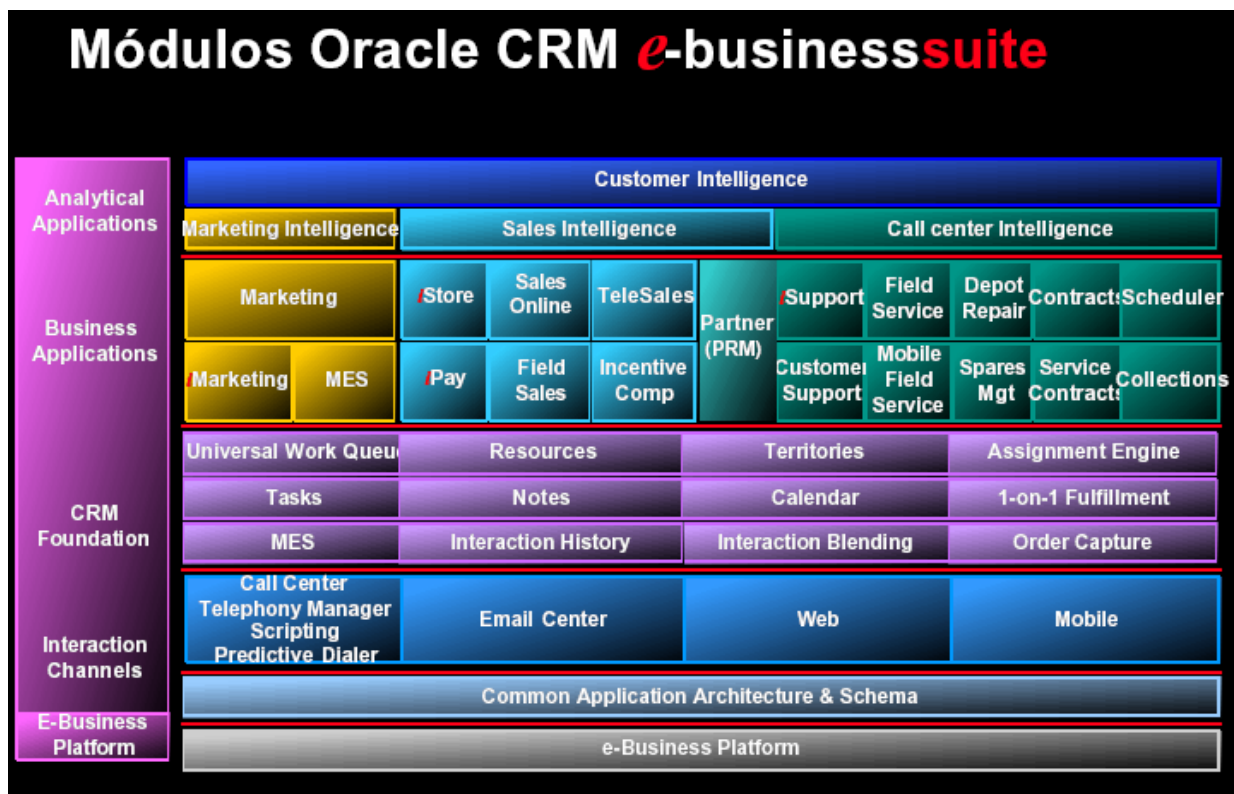 Módulos Oracle CRM e-businesssuite
Analytical
Applications
Customer Intelligence
Marketing Intelligence
Sales Intelligence
Call center Intelligence
Business
Applications
Marketing
iStore
Sales
Online
TeleSales
Partner
(PRM)
iSupport
Field
Service
Depot
Repair
Contracts
Scheduler
iMarketing
MES
iPay
Field
Sales
Incentive
Comp
Customer
Support
Mobile
Field
Service
Spares
Mgt
Service
Contracts
Collections
CRM
Foundation
Universal Work Queu
Resources
Territories
Assignment Engine
Tasks
Notes
Calendar
1-on-1 Fulfillment
MES
Interaction History
Interaction Blending
Order Capture
Interaction
Channels
Call Center
Telephony Manager
Scripting
Predictive Dialer
Email Center
Web
Mobile
Common Application Architecture & Schema
E-Business
Platform
e-Business Platform